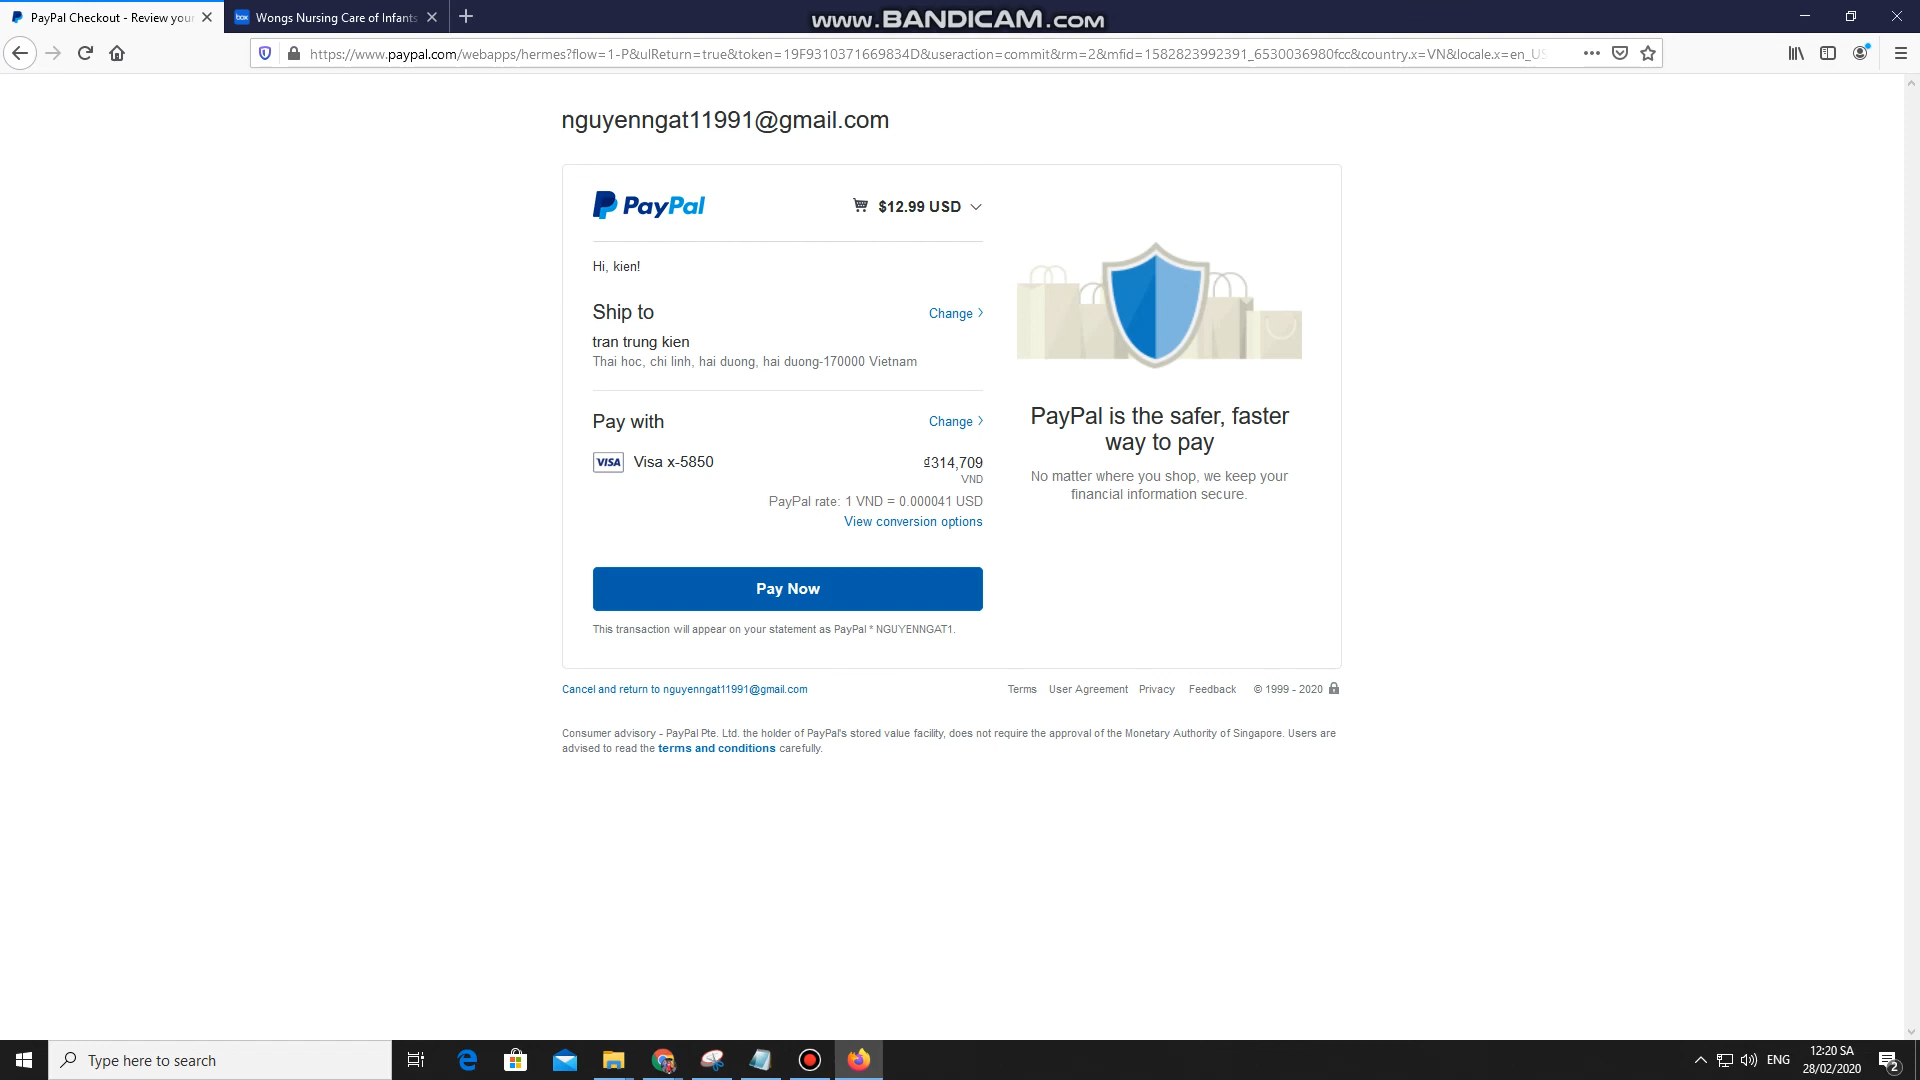 PayPal Checkout - Review your
Wongs Nursing Care of Infants
www.BANDICAM.com
https://www.paypal.com/webapps/hermes?flow=1-P&ulReturn=true&token=19F9310371669834D&useraction=commit&rm=2&mfid=1582823992391_6530036980fcc&country.x=VN&locale.x=en_US
nguyenngat11991@gmail.com
PayPal
$12.99 USD
Hi, kien!
Ship to
Change
tran trung kien
Thai hoc, chi linh, hai duong, hai duong-170000 Vietnam
Pay with
Change
VISA Visa x-5850
₫314,709
VND
PayPal rate: 1 VND = 0.000041 USD
View conversion options
Pay Now
This transaction will appear on your statement as PayPal * NGUYENNGAT1.
PayPal is the safer, faster
way to pay
No matter where you shop, we keep your
financial information secure.
Cancel and return to nguyenngat11991@gmail.com
Terms User Agreement Privacy Feedback © 1999 - 2020
Consumer advisory - PayPal Pte. Ltd. the holder of PayPal's stored value facility, does not require the approval of the Monetary Authority of Singapore. Users are
advised to read the terms and conditions carefully.
Type here to search
ENG
12:20 SA
28/02/2020
2